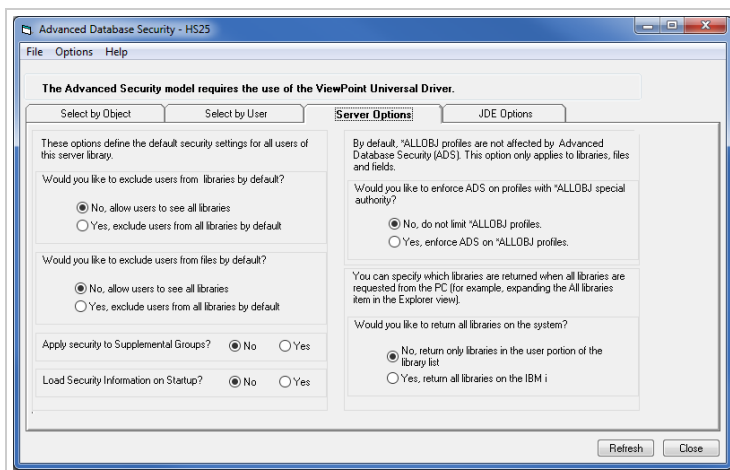 Advanced Database Security - HS25
File Options Help
The Advanced Security model requires the use of the ViewPoint Universal Driver.
Select by Object Select by User Server Options JDE Options
These options define the default security settings for all users of
this server library.
Would you like to exclude users from libraries by default?
No, allow users to see all libraries
Yes, exclude users from all libraries by default
Would you like to exclude users from files by default?
No, allow users to see all libraries
Yes, exclude users from all libraries by default
Apply security to Supplemental Groups? No Yes
Load Security Information on Startup? No Yes
By default, *ALLOBJ profiles are not affected by Advanced
Database Security (ADS). This option only applies to libraries, files
and fields.
Would you like to enforce ADS on profiles with *ALLOBJ special
authority?
No, do not limit *ALLOBJ profiles.
Yes, enforce ADS on *ALLOBJ profiles.
You can specify which libraries are returned when all libraries are
requested from the PC (for example, expanding the All libraries
item in the Explorer view).
Would you like to return all libraries on the system?
No, return only libraries in the user portion of the
library list
Yes, return all libraries on the IBM i
Refresh Close